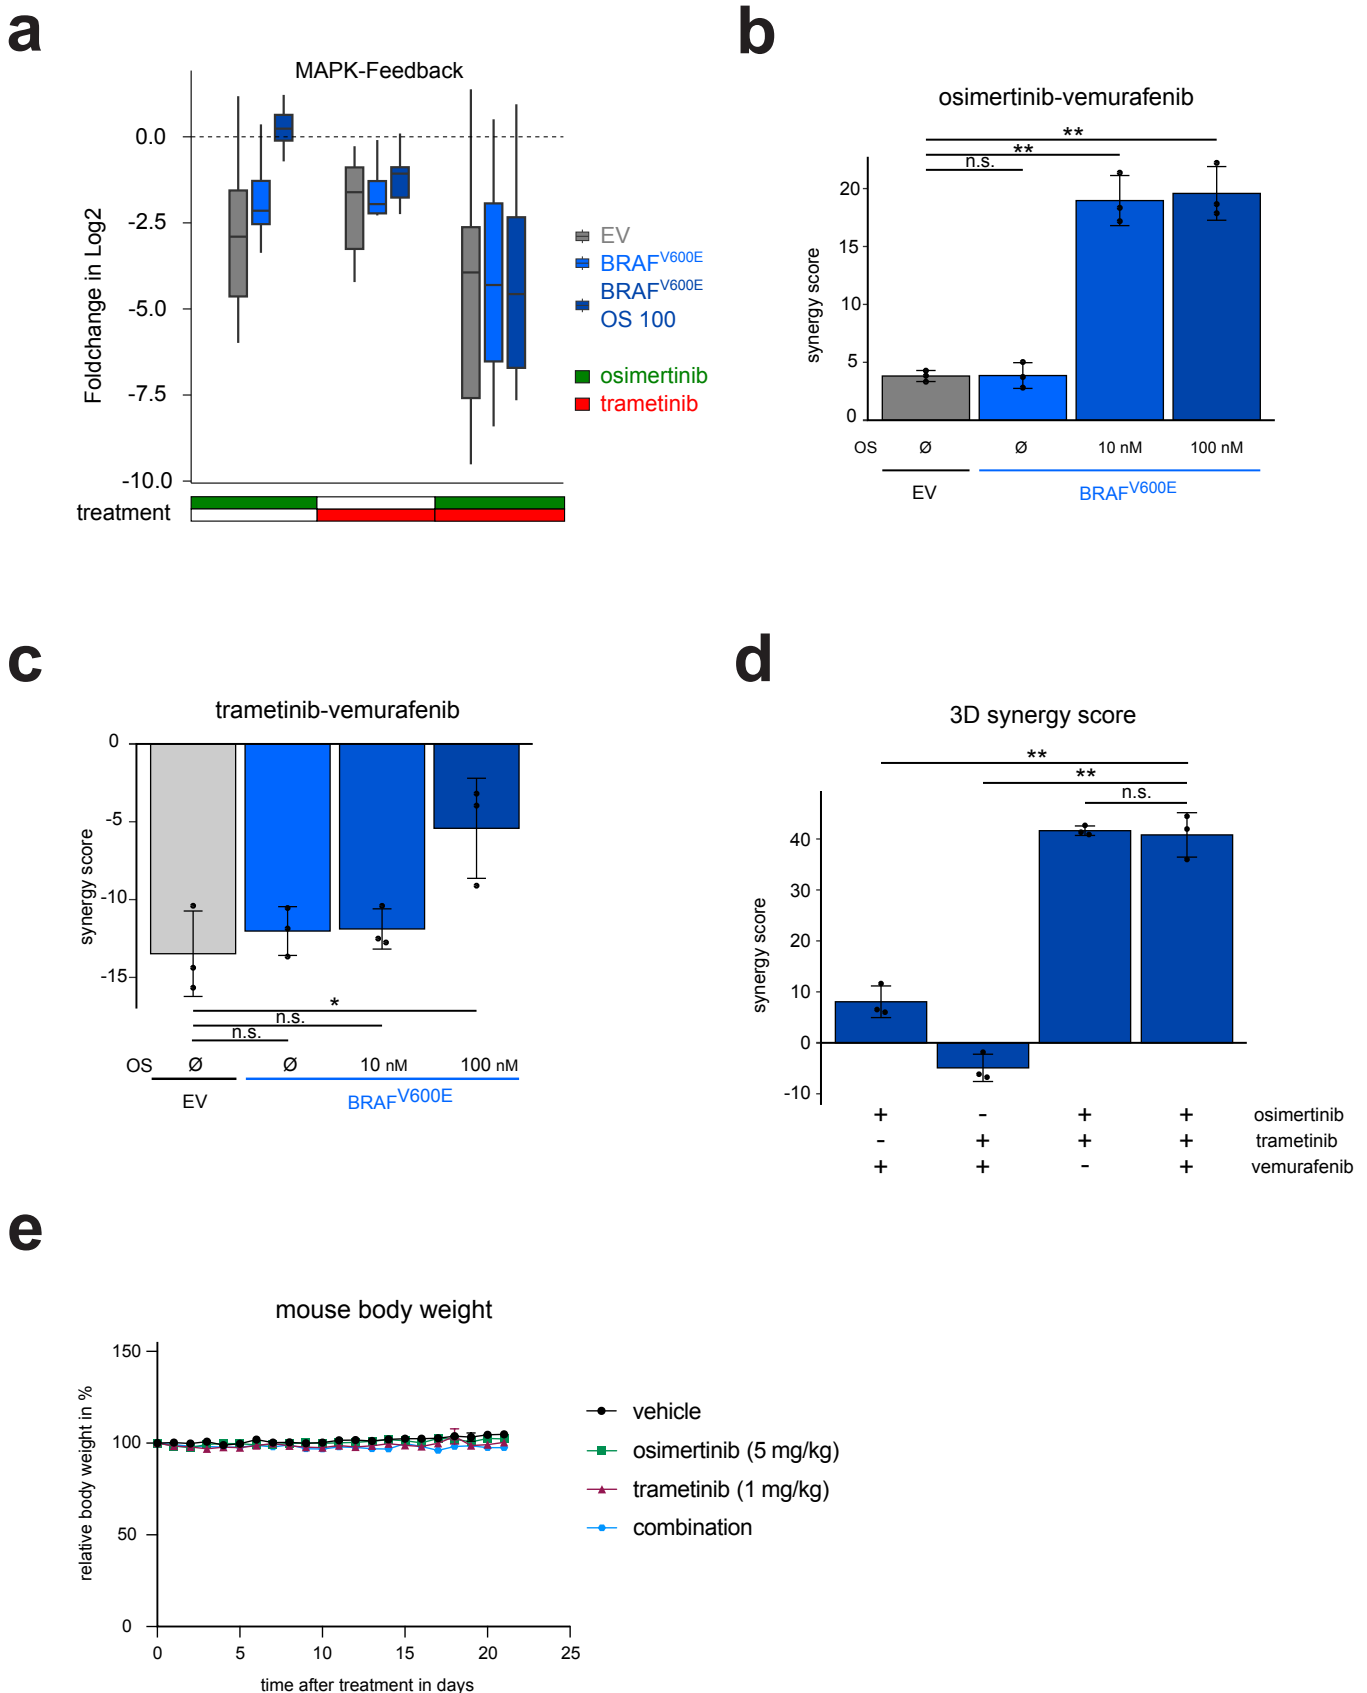 a
MAPK-Feedback
Foldchange in Log2
0.0
-2.5
-5.0
-7.5
-10.0
EV
BRAFV600E
BRAFV600E
OS 100
osimertinib
trametinib
treatment
b
osimertinib-vemurafenib
**
**
n.s.
synergy score
20
15
10
5
0
OS Ø Ø 10 nM 100 nM
EV BRAFV600E
c
trametinib-vemurafenib
synergy score
0
-5
-10
-15
*
n.s.
n.s.
OS Ø Ø 10 nM 100 nM
EV BRAFV600E
d
3D synergy score
**
**
n.s.
synergy score
40
30
20
10
0
-10
+ - + + osimertinib
- + + + trametinib
+ + - + vemurafenib
e
mouse body weight
relative body weight in %
150
100
50
0
0 5 10 15 20 25
time after treatment in days
vehicle
osimertinib (5 mg/kg)
trametinib (1 mg/kg)
combination